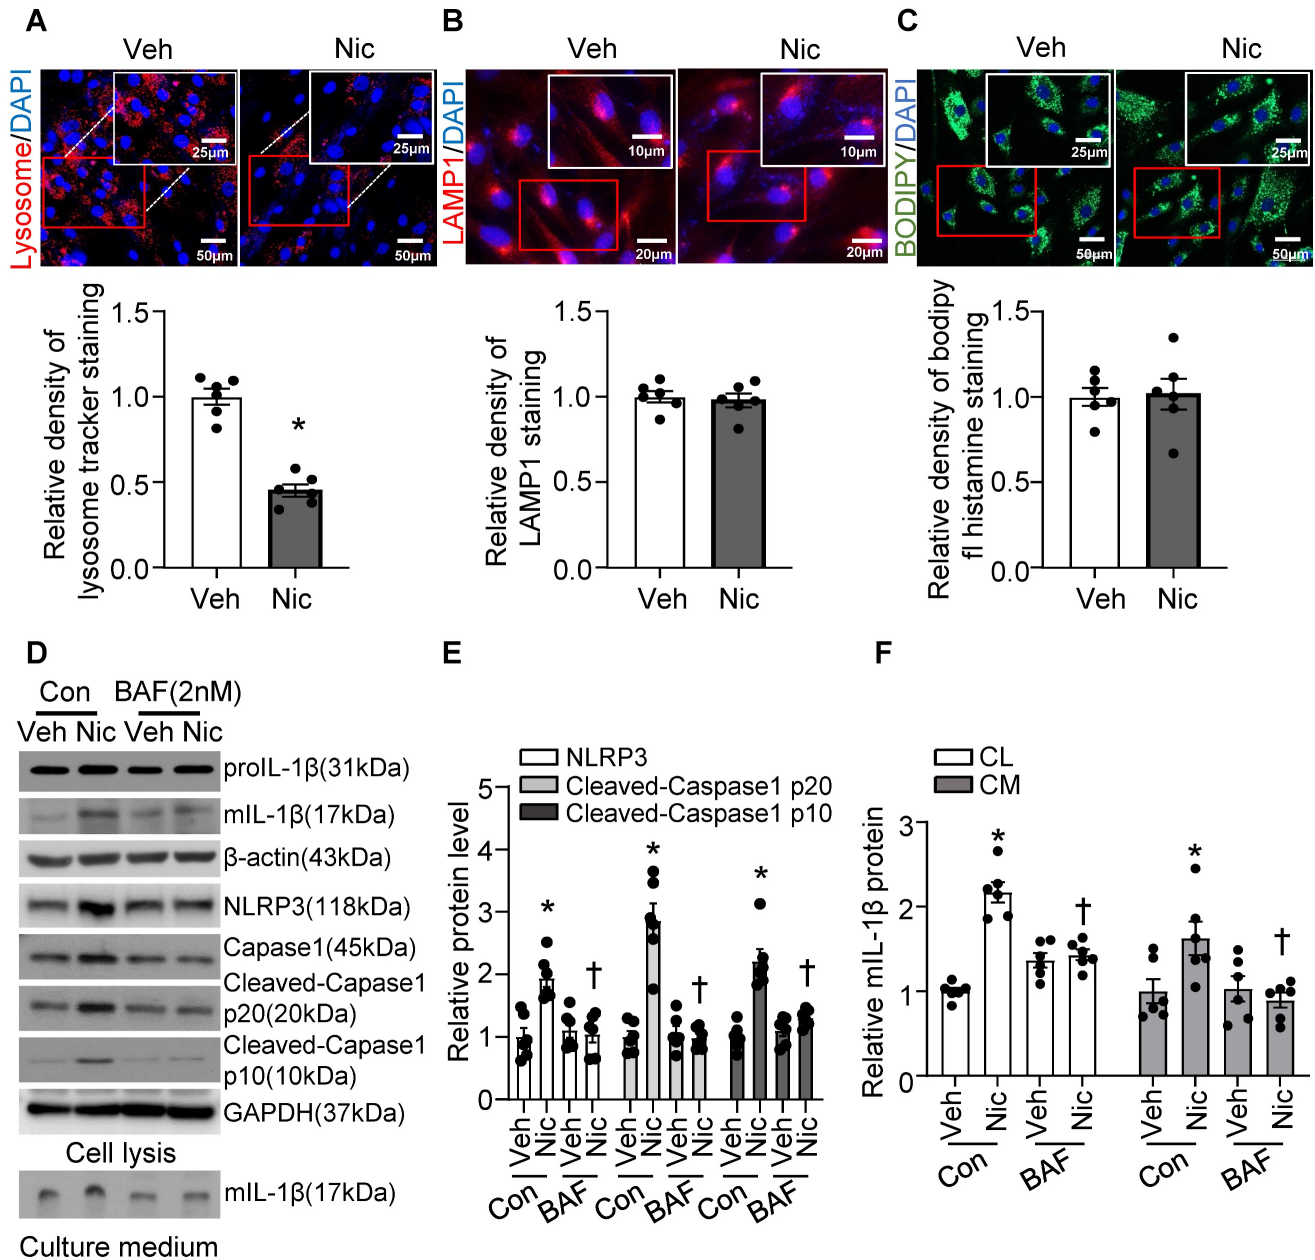 A
Veh
Nic
Lysosome/DAPI
25µm
50µm
25µm
50µm
Relative density of
lysosome tracker staining
1.5
1.0
0.5
0.0
*
Veh
Nic
B
Veh
Nic
LAMP1/DAPI
10µm
20µm
10µm
20µm
Relative density of
LAMP1 staining
1.5
1.0
0.5
0.0
Veh
Nic
C
Veh
Nic
BODIPY/DAPI
25µm
50µm
25µm
50µm
Relative density of bodipy
fl histamine staining
1.5
1.0
0.5
0.0
Veh
Nic
D
Con BAF(2nM)
Veh Nic Veh Nic
proIL-1β(31kDa)
mIL-1β(17kDa)
β-actin(43kDa)
NLRP3(118kDa)
Capase1(45kDa)
Cleaved-Capase1
p20(20kDa)
Cleaved-Capase1
p10(10kDa)
GAPDH(37kDa)
Cell lysis
mIL-1β(17kDa)
Culture medium
E
NLRP3
Cleaved-Caspase1 p20
Cleaved-Caspase1 p10
Relative protein level
5
4
3
2
1
0
* † * † * †
Veh Nic Veh Nic Veh Nic Veh Nic Veh Nic Veh Nic
Con BAF Con BAF Con BAF
F
CL
CM
Relative mIL-1β protein
3
2
1
0
* † * †
Veh Nic Veh Nic Veh Nic Veh Nic
Con BAF Con BAF